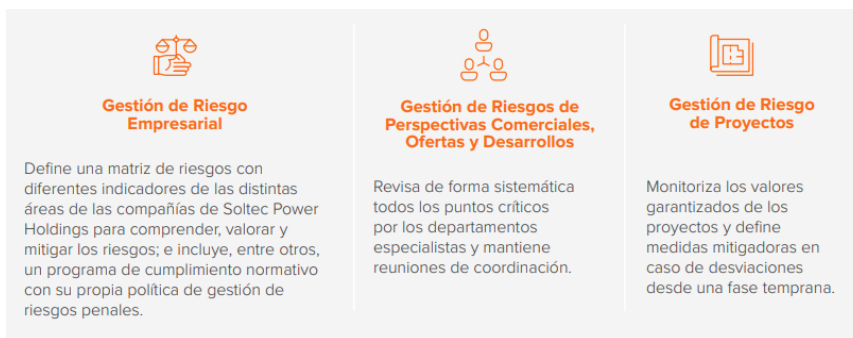 Gestión de Riesgo
Empresarial
Define una matriz de riesgos con
diferentes indicadores de las distintas
áreas de las compañías de Soltec Power
Holdings para comprender, valorar y
mitigar los riesgos; e incluye, entre otros,
un programa de cumplimiento normativo
con su propia política de gestión de
riesgos penales.
Gestión de Riesgos de
Perspectivas Comerciales,
Ofertas y Desarrollos
Revisa de forma sistemática
todos los puntos críticos
por los departamentos
especialistas y mantiene
reuniones de coordinación.
Gestión de Riesgo
de Proyectos
Monitoriza los valores
garantizados de los
proyectos y define
medidas mitigadoras en
caso de desviaciones
desde una fase temprana.